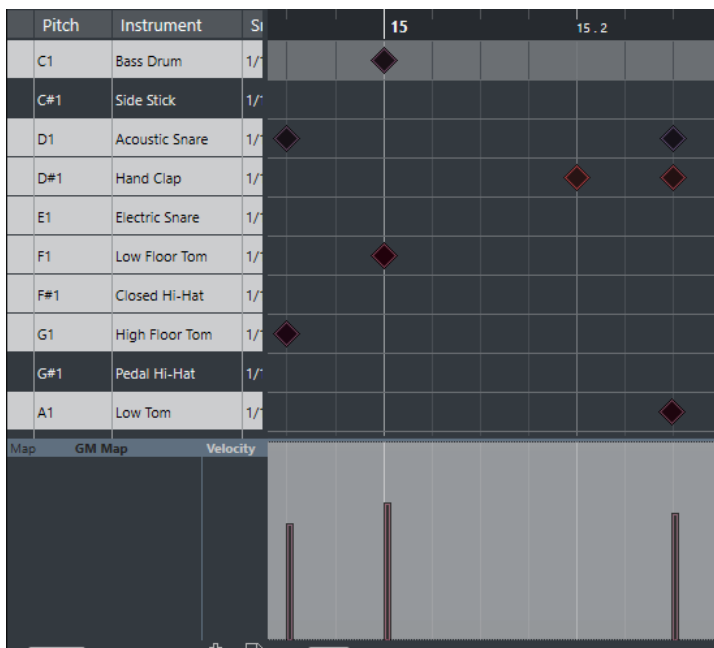 Pitch Instrument 15 15.2
C1 Bass Drum
C#1 Side Stick
D1 Acoustic Snare
D#1 Hand Clap
E1 Electric Snare
F1 Low Floor Tom
F#1 Closed Hi-Hat
G1 High Floor Tom
G#1 Pedal Hi-Hat
A1 Low Tom
Map GM Map Velocity